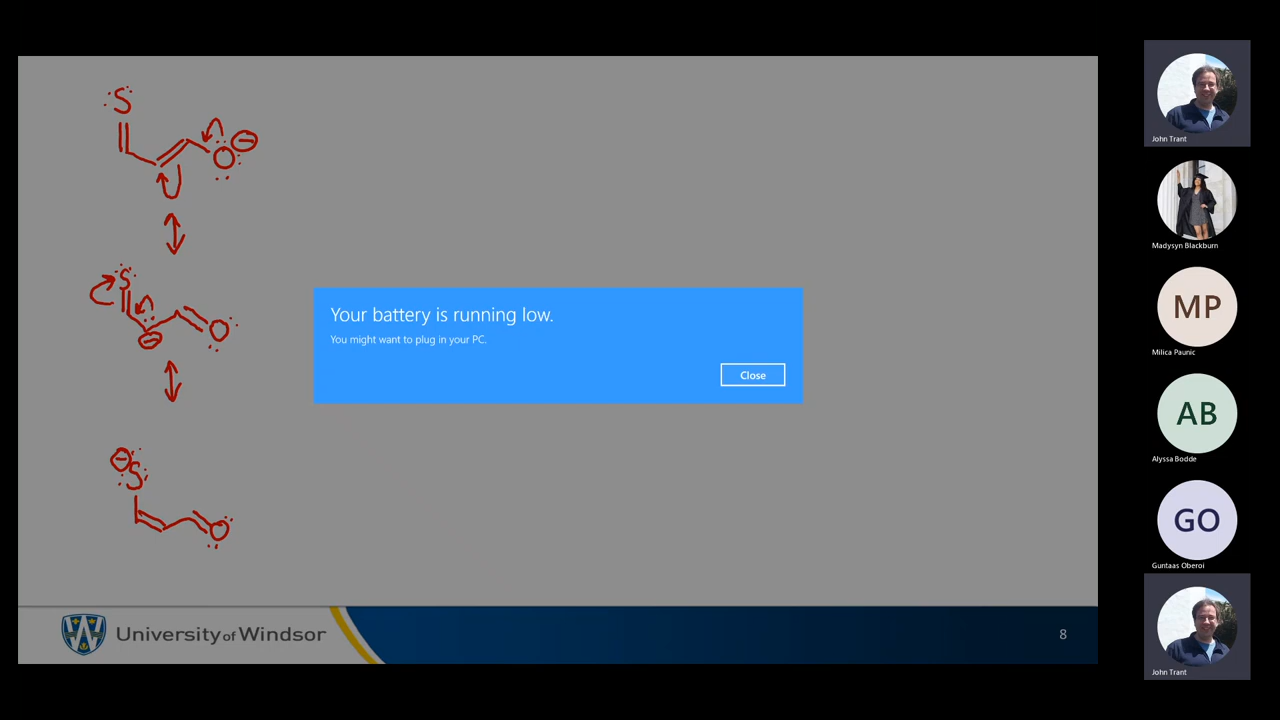 S
O
S
O
S
O
Your battery is running low.
You might want to plug in your PC.
Close
University of Windsor
8
John Trant
Madysyn Blackburn
MP
Milica Paunic
AB
Alyssa Bodde
GO
Guntaas Oberoi
John Trant